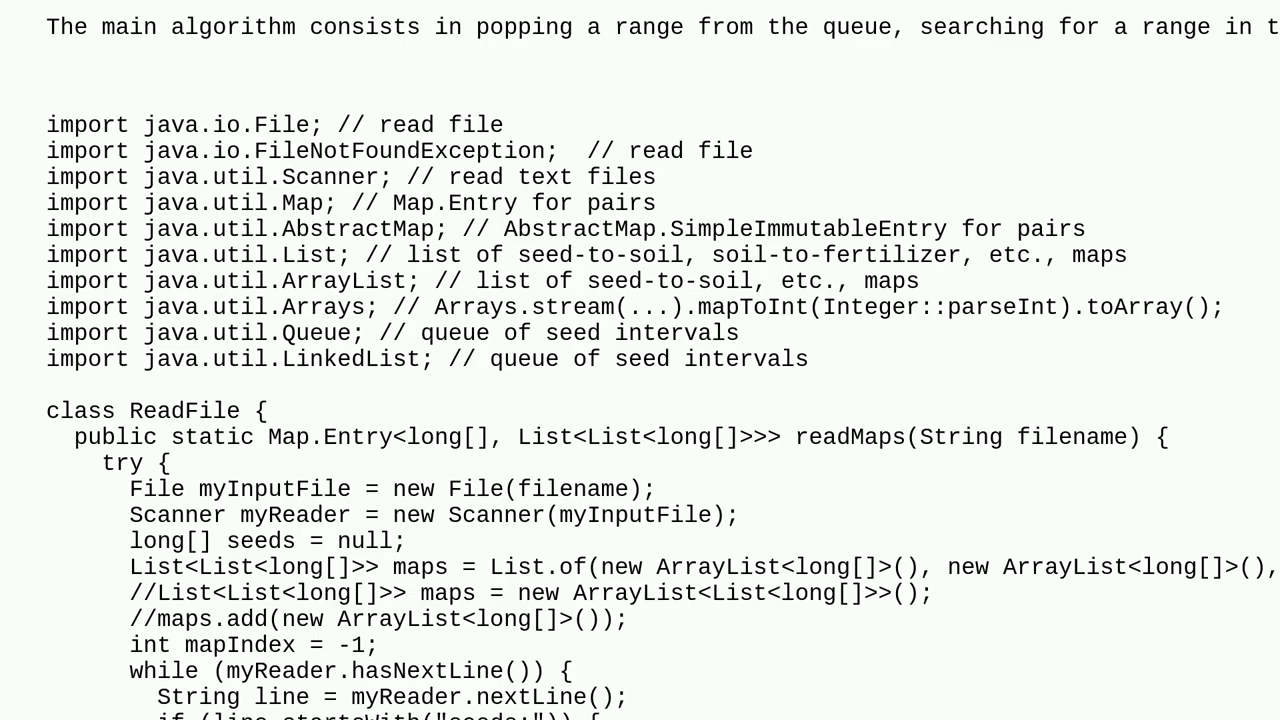 The main algorithm consists in popping a range from the queue, searching for a range in
import java.io.File; // read file
import java.io.FileNotFoundException;  // read file
import java.util.Scanner; // read text files
import java.util.Map; // Map.Entry for pairs
import java.util.AbstractMap; // AbstractMap.SimpleImmutableEntry for pairs
import java.util.List; // list of seed-to-soil, soil-to-fertilizer, etc., maps
import java.util.ArrayList; // list of seed-to-soil, etc., maps
import java.util.Arrays; // Arrays.stream(...).mapToInt(Integer::parseInt).toArray();
import java.util.Queue; // queue of seed intervals
import java.util.LinkedList; // queue of seed intervals
class ReadFile {
  public static Map.Entry<long[], List<List<long[]>>> readMaps(String filename) {
    try {
      File myInputFile = new File(filename);
      Scanner myReader = new Scanner(myInputFile);
      long[] seeds = null;
      List<List<long[]>> maps = List.of(new ArrayList<long[]>(), new ArrayList<long[]>(),
      //List<List<long[]>> maps = new ArrayList<List<long[]>>();
      //maps.add(new ArrayList<long[]>());
      int mapIndex = -1;
      while (myReader.hasNextLine()) {
        String line = myReader.nextLine();
        if (line.startsWith("seeds:")) {